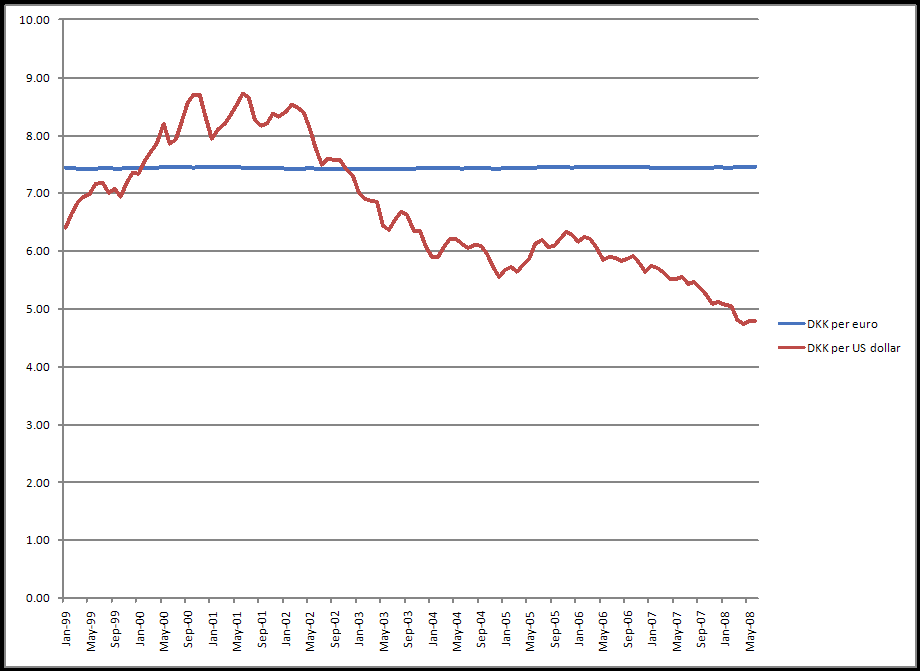 10.00
9.00
8.00
7.00
6.00
5.00
4.00
3.00
2.00
1.00
0.00
Jan-99
May-99
Sep-99
Jan-00
May-00
Sep-00
Jan-01
May-01
Sep-01
Jan-02
May-02
Sep-02
Jan-03
May-03
Sep-03
Jan-04
May-04
Sep-04
Jan-05
May-05
Sep-05
Jan-06
May-06
Sep-06
Jan-07
May-07
Sep-07
Jan-08
May-08
DKK per euro
DKK per US dollar